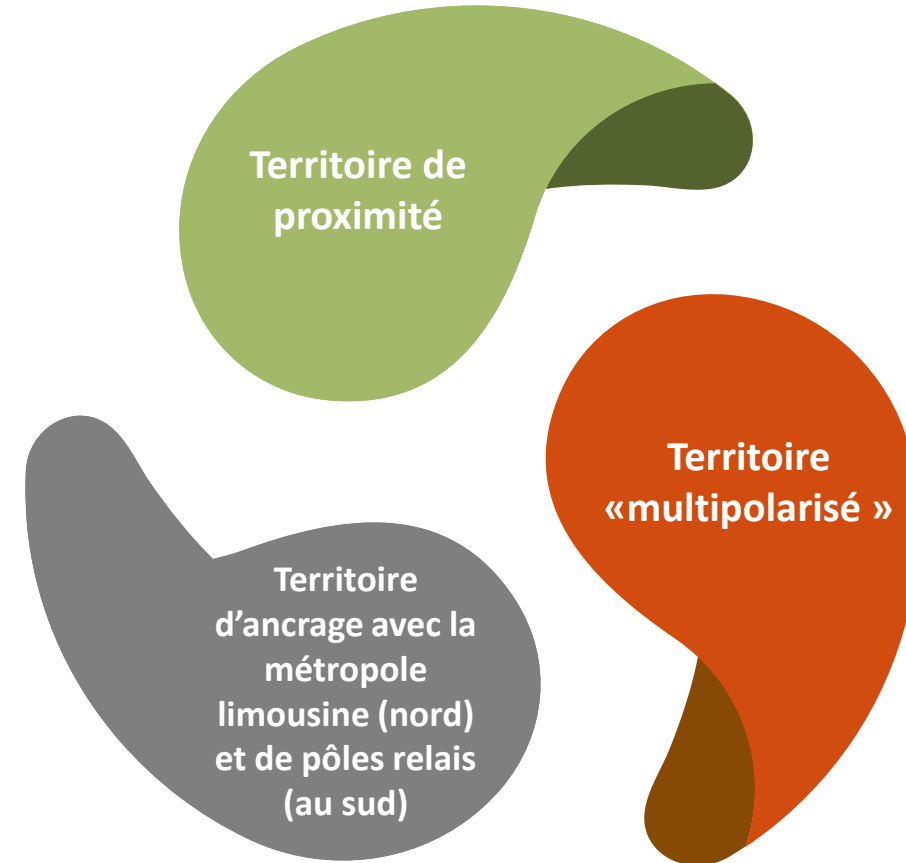 Territoire de
proximité
Territoire
«multipolarisé »
Territoire
d’ancrage avec la
métropole
limousine (nord)
et de pôles relais
(au sud)